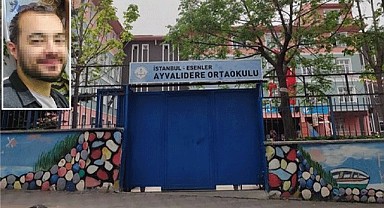 İSTANBUL - ESENLER
AYVALIDERE ORTAOKULU